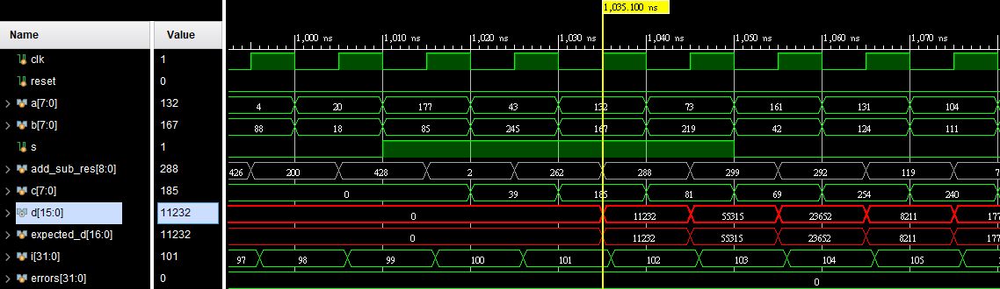 1,035.100 ns
Name Value
1,000 ns 1,010 ns 1,020 ns 1,030 ns 1,040 ns 1,050 ns 1,060 ns 1,070 ns
clk 1
reset 0
a[7:0] 132 4 20 177 43 132 73 161 131 104
b[7:0] 167 88 18 85 245 167 219 42 124 111
s 1
add_sub_res[8:0] 288 426 200 428 2 262 288 299 292 119 7
c[7:0] 185 0 39 185 81 69 254 240
d[15:0] 11232 0 11232 55315 23652 8211 177
expected_d[16:0] 11232 0 11232 55315 23652 8211 177
i[31:0] 101 97 98 99 100 101 102 103 104 105
errors[31:0] 0 0